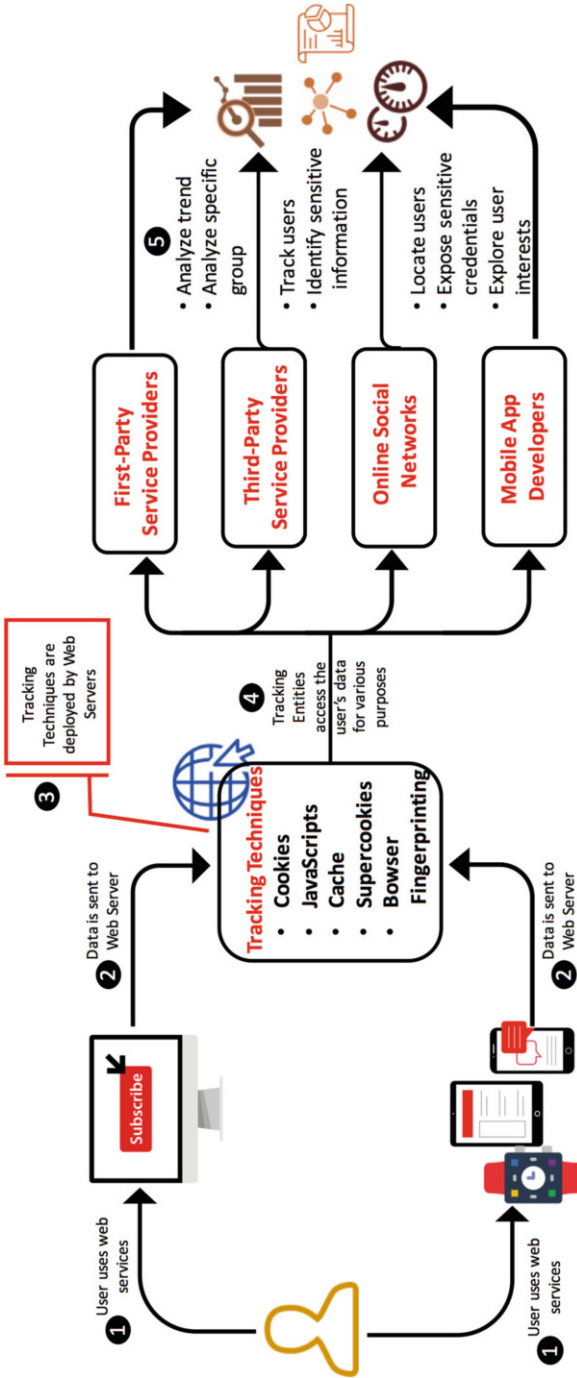 1
User uses web
services
Subscribe
2
Data is sent to
Web Server
1
User uses web
services
2
Data is sent to
Web Server
3
Tracking
Techniques are
deployed by Web
Servers
Tracking Techniques
• Cookies
• JavaScripts
• Cache
• Supercookies
• Bowser
Fingerprinting
4
Tracking
Entities
access the
user's data
for various
purposes
First-Party
Service Providers
Third-Party
Service Providers
Online Social
Networks
Mobile App
Developers
5
• Analyze trend
• Analyze specific
group
• Track users
• Identify sensitive
information
• Locate users
• Expose sensitive
credentials
• Explore user
interests